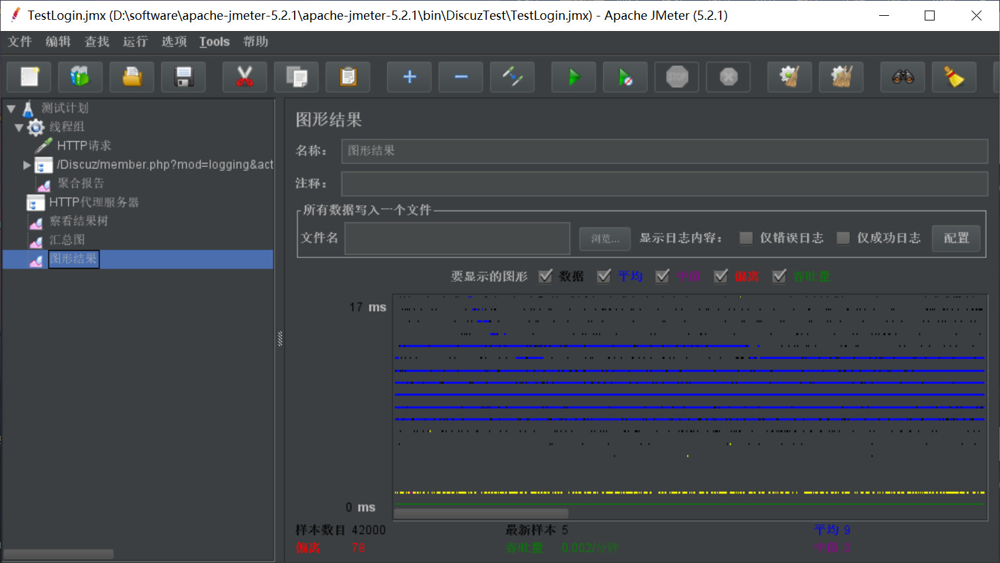 TestLogin.jmx (D:\software\apache-jmeter-5.2.1\apache-jmeter-5.2.1\bin\DiscuzTest\TestLogin.jmx) - Apache JMeter (5.2.1)
文件 编辑 查找 运行 选项 Tools 帮助
STOP
测试计划
线程组
HTTP请求
/Discuz/member.php?mod=logging&act
聚合报告
HTTP代理服务器
察看结果树
汇总图
图形结果
图形结果
名称： 图形结果
注释：
所有数据写入一个文件
文件名 浏览... 显示日志内容： 仅错误日志 仅成功日志 配置
要显示的图形 数据 平均 中值 偏离 吞吐量
17 ms
0 ms
样本数目 42000 最新样本 5 平均 9
偏离 78 吞吐量 0.002/分钟 中值